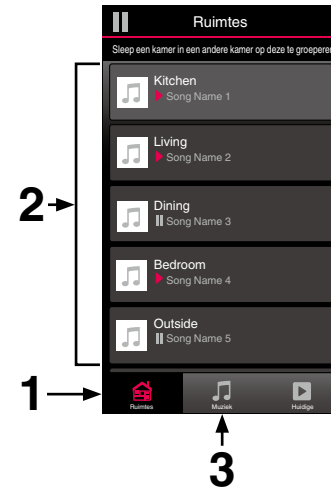 Ruimtes
Sleep een kamer in een andere kamer op deze te groeperen
Kitchen
Song Name 1
Living
Song Name 2
2
Dining
Song Name 3
Bedroom
Song Name 4
Outside
Song Name 5
1
Ruimtes
Muziek
Huidige
3